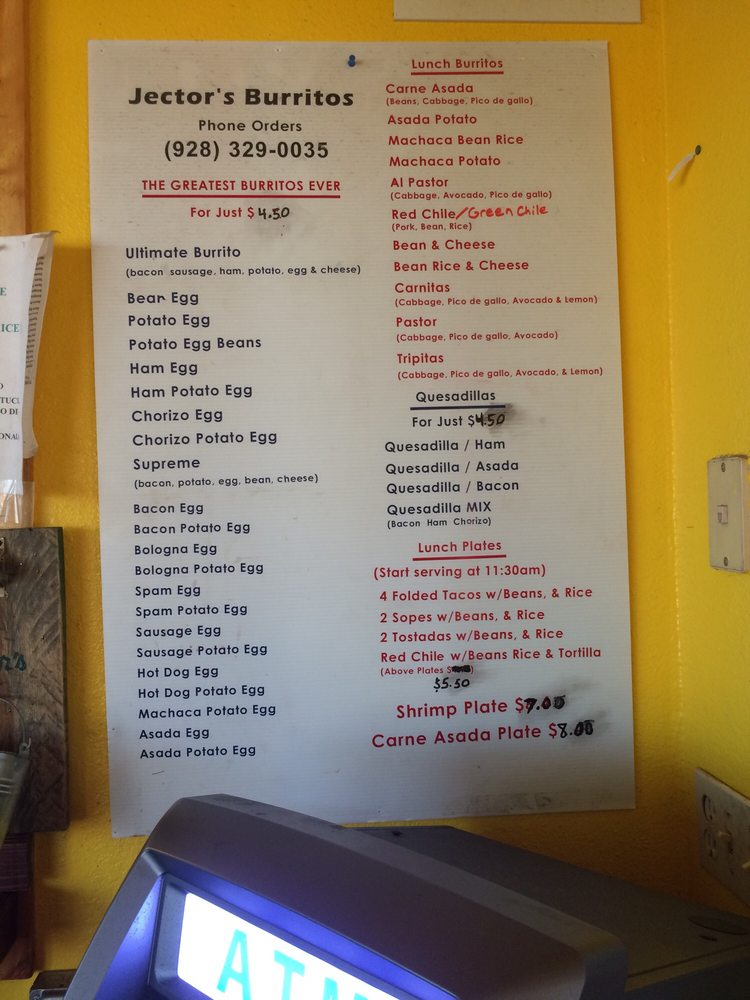 Jector's Burritos
Phone Orders
(928) 329-0035
THE GREATEST BURRITOS EVER
For Just $ 4.50
Ultimate Burrito
(bacon sausage, ham, potato, egg & cheese)
Bean Egg
Potato Egg
Potato Egg Beans
Ham Egg
Ham Potato Egg
Chorizo Egg
Chorizo Potato Egg
Supreme
(bacon, potato, egg, bean, cheese)
Bacon Egg
Bacon Potato Egg
Bologna Egg
Bologna Potato Egg
Spam Egg
Spam Potato Egg
Sausage Egg
Sausage Potato Egg
Hot Dog Egg
Hot Dog Potato Egg
Machaca Potato Egg
Asada Egg
Asada Potato Egg
Lunch Burritos
Carne Asada
(Beans, Cabbage, Pico de gallo)
Asada Potato
Machaca Bean Rice
Machaca Potato
Al Pastor
(Cabbage, Avocado, Pico de gallo)
Red Chile/Green Chile
(Pork, Bean, Rice)
Bean & Cheese
Bean Rice & Cheese
Carnitas
(Cabbage, Pico de gallo, Avocado & Lemon)
Pastor
(Cabbage, Pico de gallo, Avocado)
Tripitas
(Cabbage, Pico de gallo, Avocado, & Lemon)
Quesadillas
For Just $4.50
Quesadilla / Ham
Quesadilla / Asada
Quesadilla / Bacon
Quesadilla MIX
(Bacon Ham Chorizo)
Lunch Plates
(Start serving at 11:30am)
4 Folded Tacos w/Beans, & Rice
2 Sopes w/Beans, & Rice
2 Tostadas w/Beans, & Rice
Red Chile w/Beans Rice & Tortilla
(Above Plates $
$5.50
Shrimp Plate $7.00
Carne Asada Plate $8.00
ATM